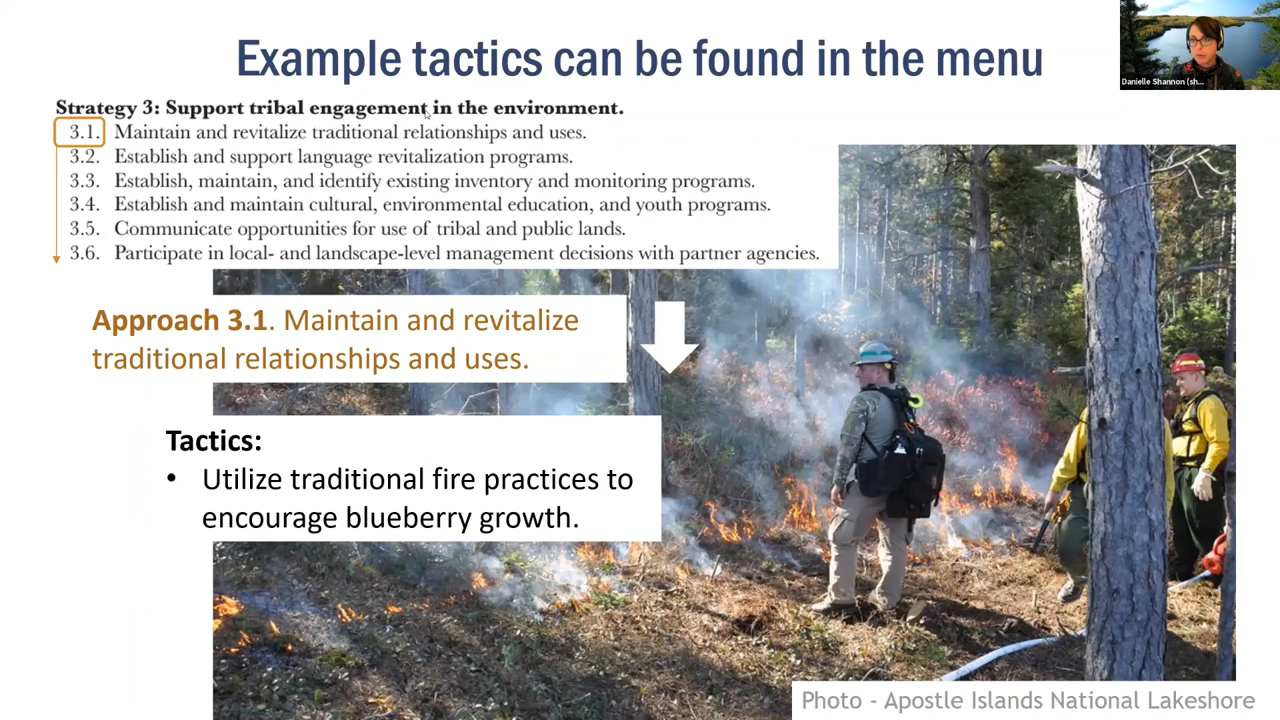 Example tactics can be found in the menu
Danielle Shannon (sh...
Strategy 3: Support tribal engagement in the environment.
3.1. Maintain and revitalize traditional relationships and uses.
3.2. Establish and support language revitalization programs.
3.3. Establish, maintain, and identify existing inventory and monitoring programs.
3.4. Establish and maintain cultural, environmental education, and youth programs.
3.5. Communicate opportunities for use of tribal and public lands.
3.6. Participate in local- and landscape-level management decisions with partner agencies.
Approach 3.1. Maintain and revitalize
traditional relationships and uses.
Tactics:
• Utilize traditional fire practices to
encourage blueberry growth.
Photo - Apostle Islands National Lakeshore